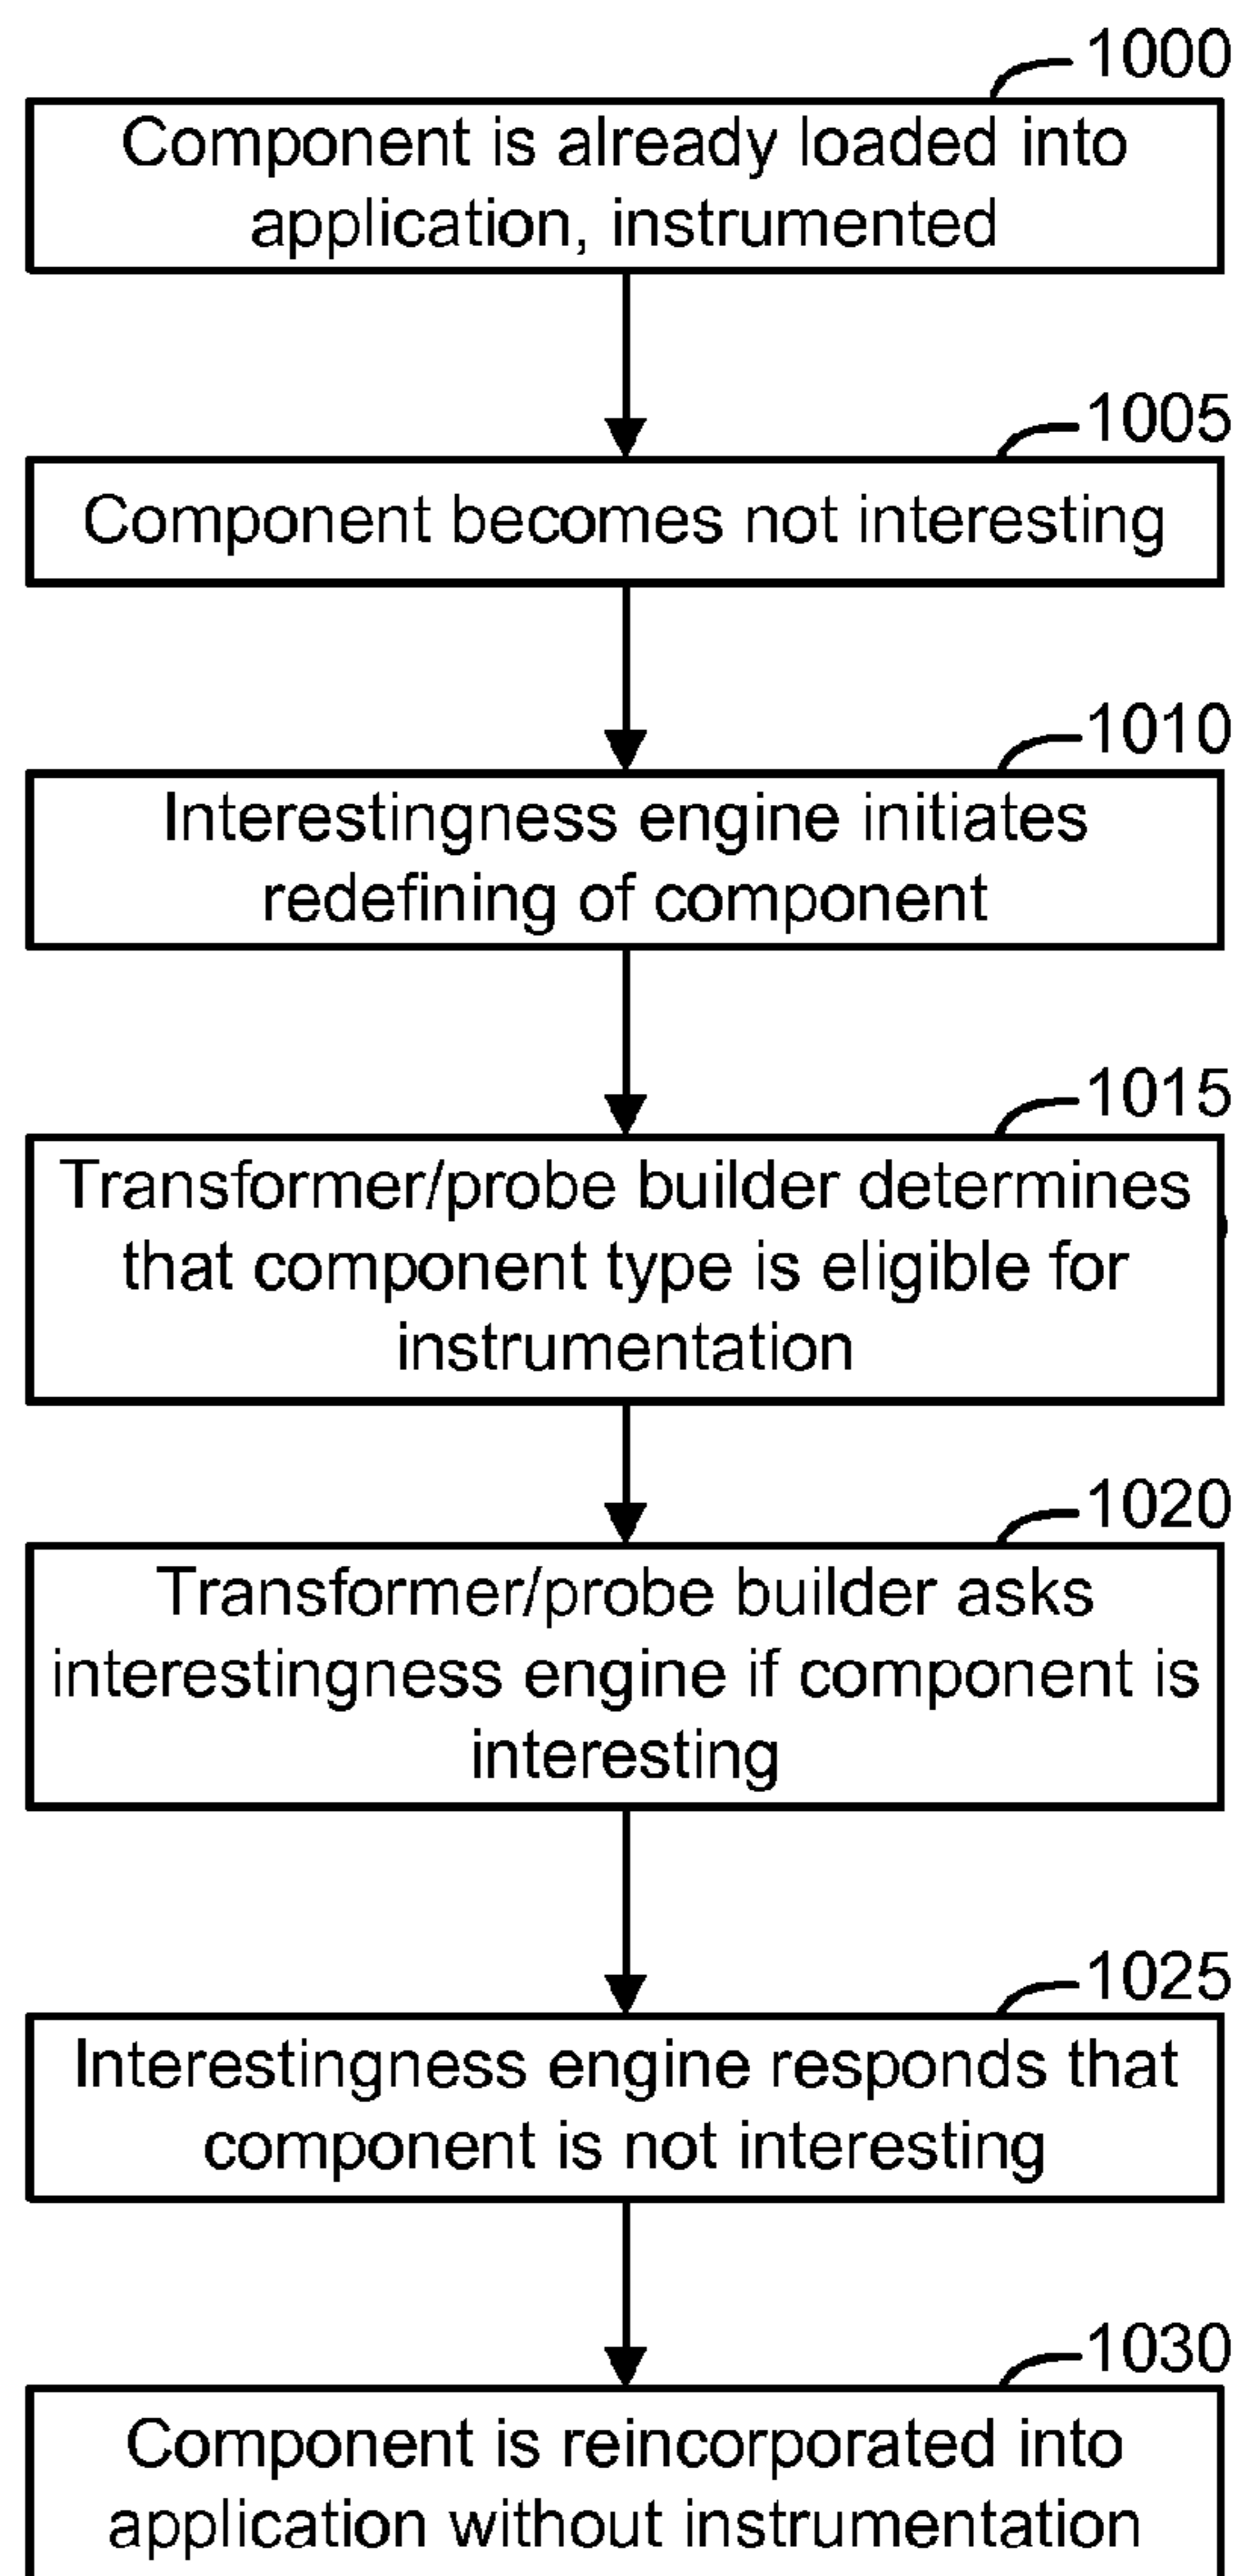 1000
Component is already loaded into
application, instrumented
1005
Component becomes not interesting
1010
Interestingness engine initiates
redefining of component
1015
Transformer/probe builder determines
that component type is eligible for
instrumentation
1020
Transformer/probe builder asks
interestingness engine if component is
interesting
1025
Interestingness engine responds that
component is not interesting
1030
Component is reincorporated into
application without instrumentation